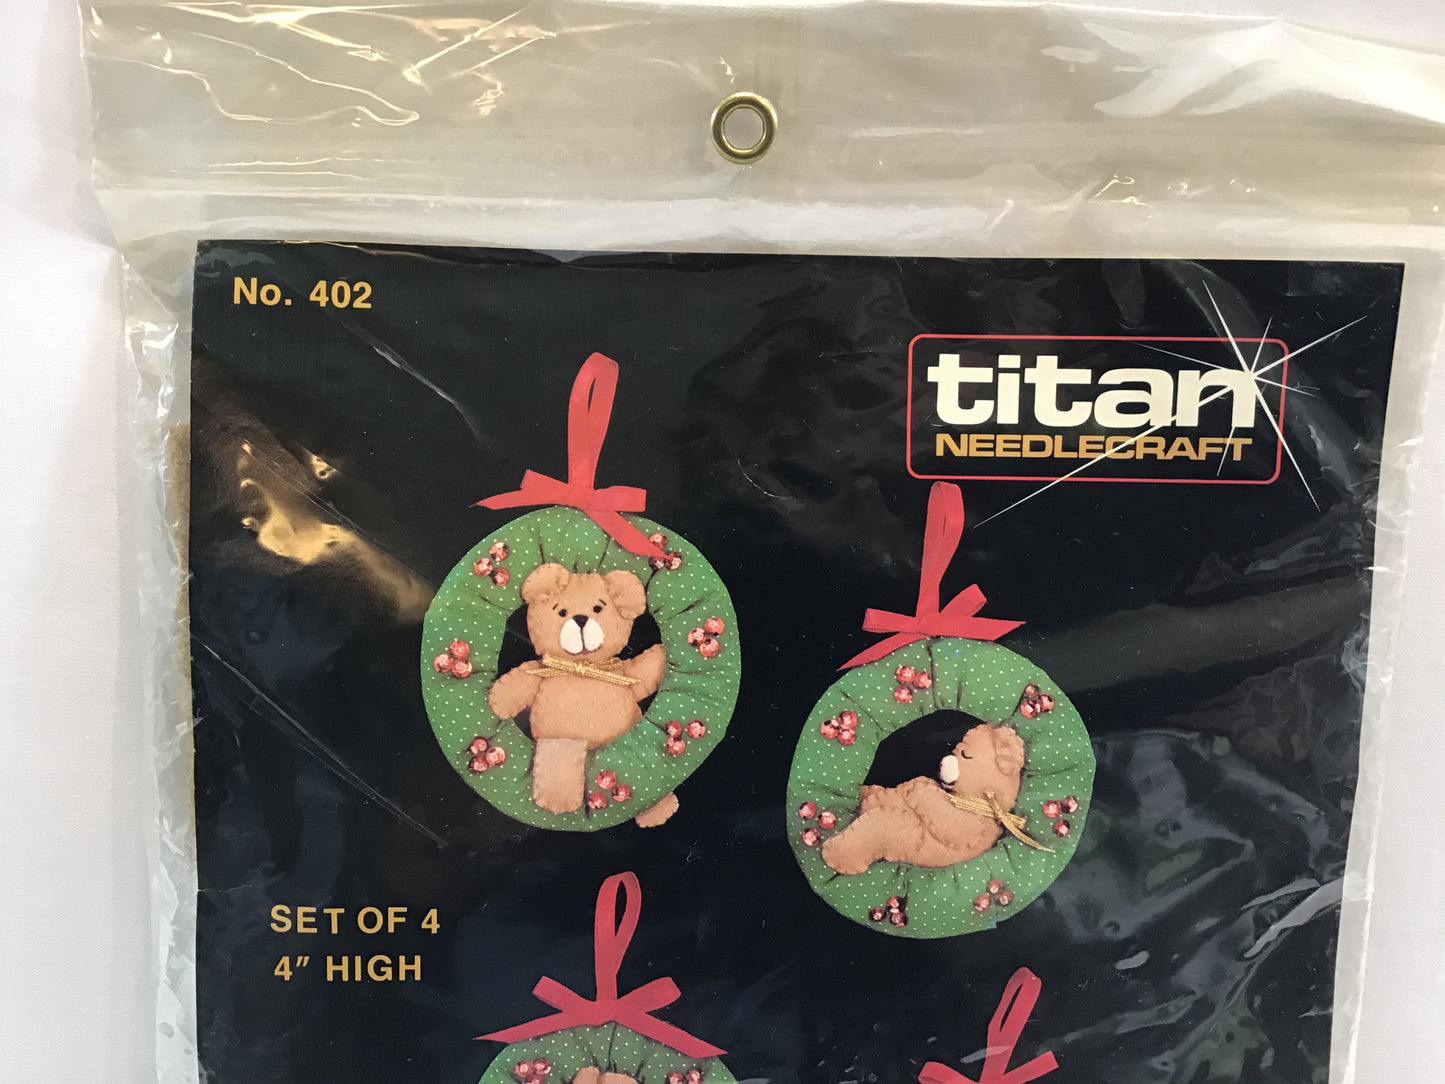 No. 402
titan
NEEDLECRAFT
SET OF 4
4" HIGH